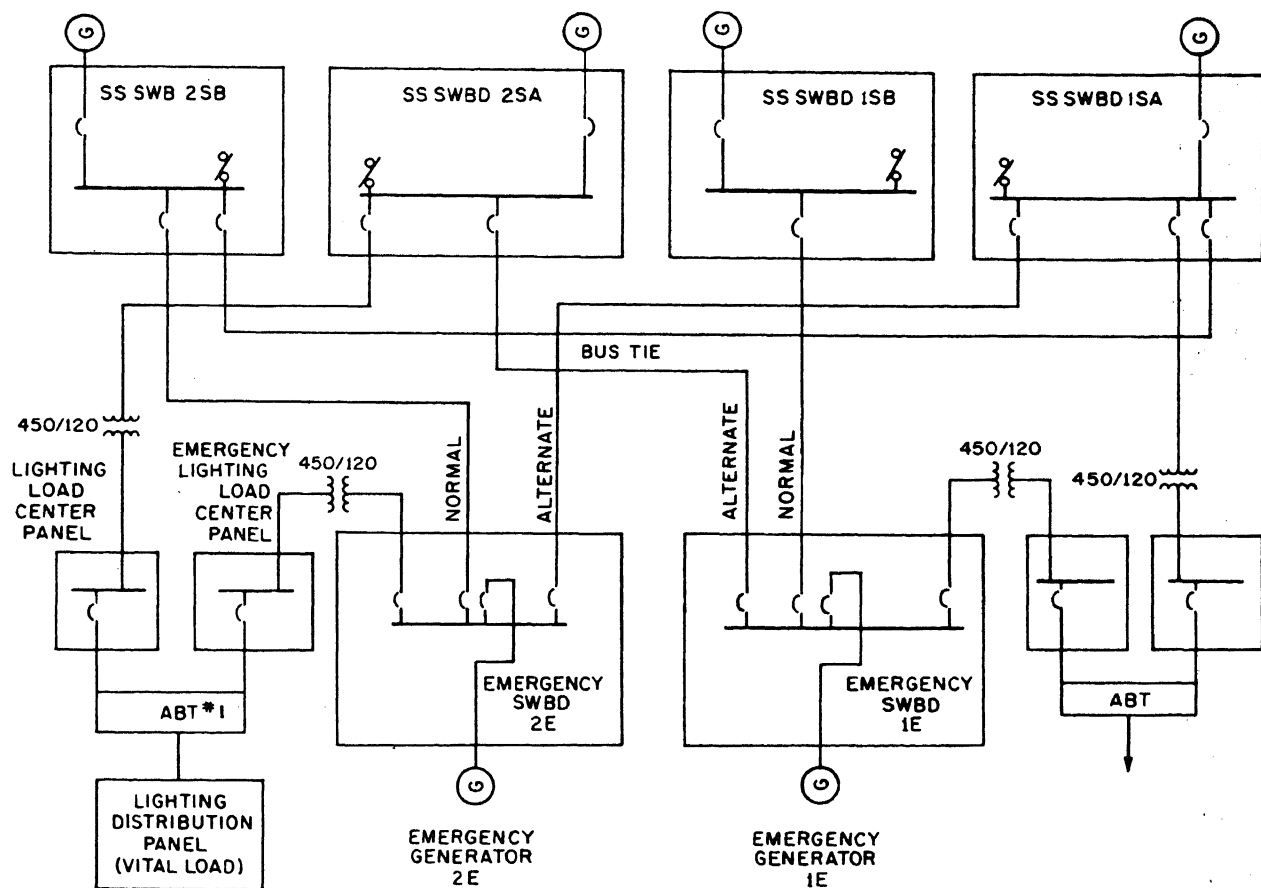 G
G
G
G
SS SWB 2SB
SS SWBD 2SA
SS SWBD 1SB
SS SWBD 1SA
BUS TIE
450/120
LIGHTING
LOAD
CENTER
PANEL
EMERGENCY
LIGHTING
LOAD
CENTER
PANEL
450/120
NORMAL
ALTERNATE
ALTERNATE
NORMAL
450/120
450/120
ABT #1
EMERGENCY
SWBD
2E
EMERGENCY
SWBD
1E
ABT
LIGHTING
DISTRIBUTION
PANEL
(VITAL LOAD)
G
EMERGENCY
GENERATOR
2E
G
EMERGENCY
GENERATOR
1E